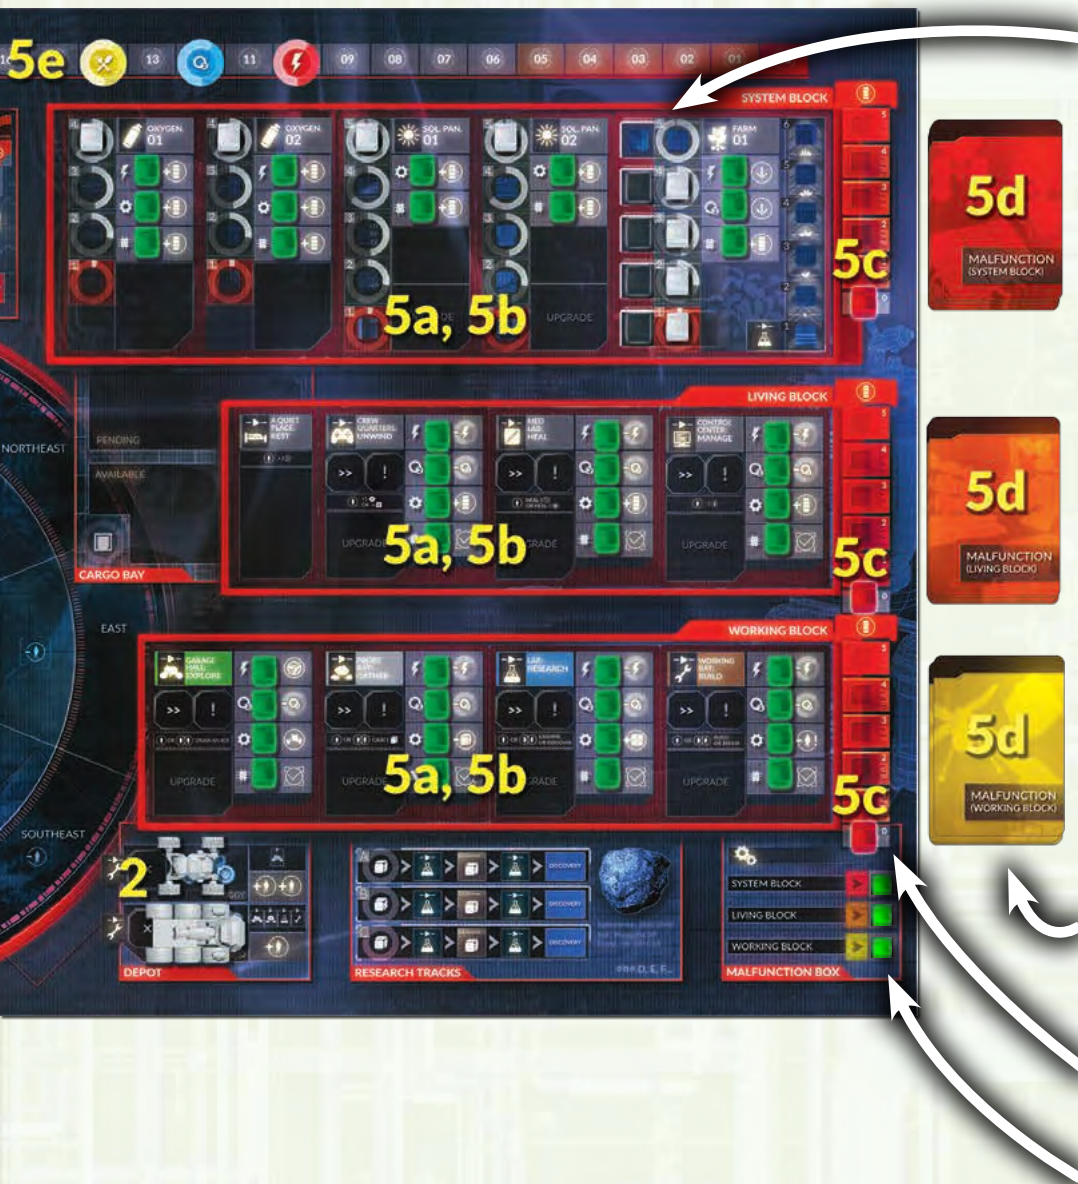 5e
13
11
09
08
07
06
05
04
03
02
01
SYSTEM BLOCK
OXYGEN.
01
OXYGEN.
02
SOL. PAN.
01
SOL. PAN.
02
FARM
01
5a, 5b
UPGRADE
5c
5d
MALFUNCTION
(SYSTEM BLOCK)
LIVING BLOCK
NORTHEAST
PENDING
AVAILABLE
CARGO BAY
A QUIET
PLACE:
REST
CREW
QUARTERS:
UNWIND
MED
LAB:
HEAL
CONTROL
CENTER:
MANAGE
>> !
>> !
>> !
UPGRADE
5a, 5b
UPGRADE
5c
5d
MALFUNCTION
(LIVING BLOCK)
EAST
WORKING BLOCK
GARAGE
HALL:
EXPLORE
PROBE
BAY:
GATHER
LAB:
RESEARCH
WORKING
BAY:
BUILD
>> !
>> !
>> !
>> !
UPGRADE
5a, 5b
UPGRADE
5c
5d
MALFUNCTION
(WORKING BLOCK)
SOUTHEAST
2
DEPOT
DISCOVERY
DISCOVERY
DISCOVERY
RESEARCH TRACKS
D, E, F...
SYSTEM BLOCK
LIVING BLOCK
WORKING BLOCK
MALFUNCTION BOX